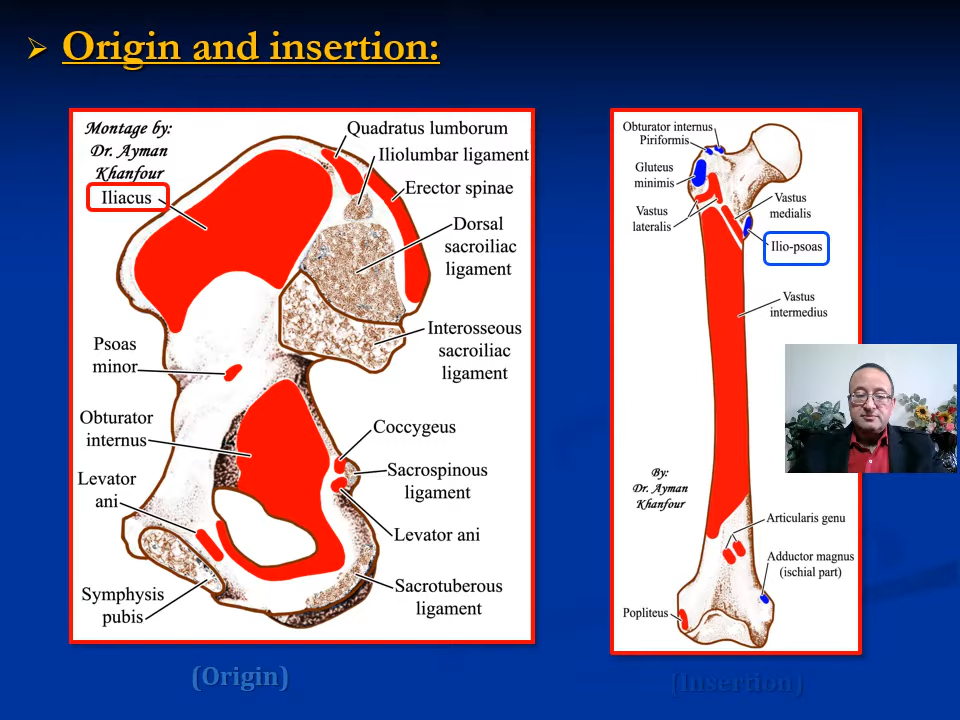 Origin and insertion:
Montage by:
Dr. Ayman
Khanfour
Iliacus
Quadratus lumborum
Iliolumbar ligament
Erector spinae
Dorsal
sacroiliac
ligament
Interosseous
sacroiliac
ligament
Psoas
minor
Obturator
internus
Levator
ani
Symphysis
pubis
Coccygeus
Sacrospinous
ligament
Levator ani
Sacrotuberous
ligament
(Origin)
Obturator internus
Piriformis
Gluteus
minimis
Vastus
lateralis
Vastus
medialis
Ilio-psoas
Vastus
intermedius
By:
Dr. Ayman
Khanfour
Articularis genu
Adductor magnus
(ischial part)
Popliteus
(Insertion)